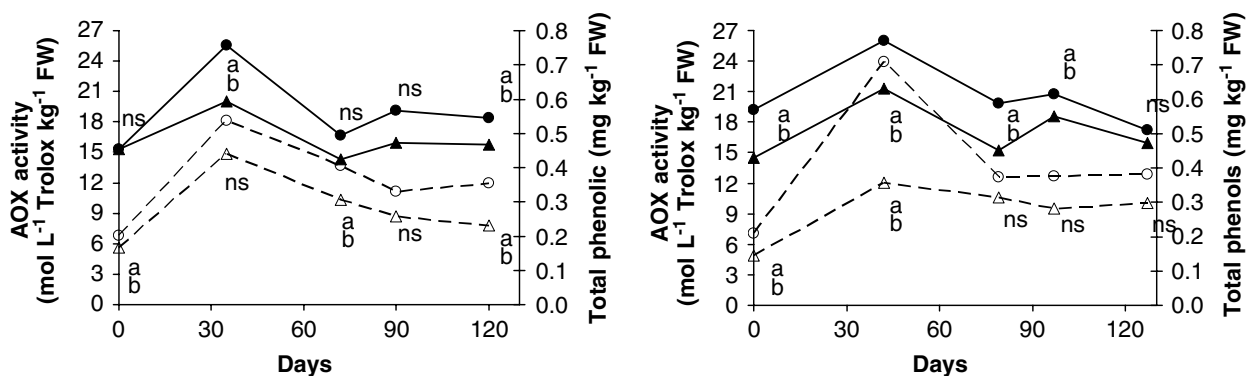 27
24
21
18
15
12
9
6
3
0
AOX activity
(mol L-1 Trolox kg-1 FW)
0.8
0.7
0.6
0.5
0.4
0.3
0.2
0.1
0.0
Total phenolic (mg kg-1 FW)
ns
a
b
ns
ns
a
b
a
b
ns
a
b
ns
a
b
0
30
60
90
120
Days
27
24
21
18
15
12
9
6
3
0
AOX activity
(mol L-1 Trolox kg-1 FW)
0.8
0.7
0.6
0.5
0.4
0.3
0.2
0.1
0.0
Total phenols (mg kg-1 FW)
a
b
a
b
a
b
a
b
ns
a
b
a
b
ns
ns
ns
0
30
60
90
120
Days